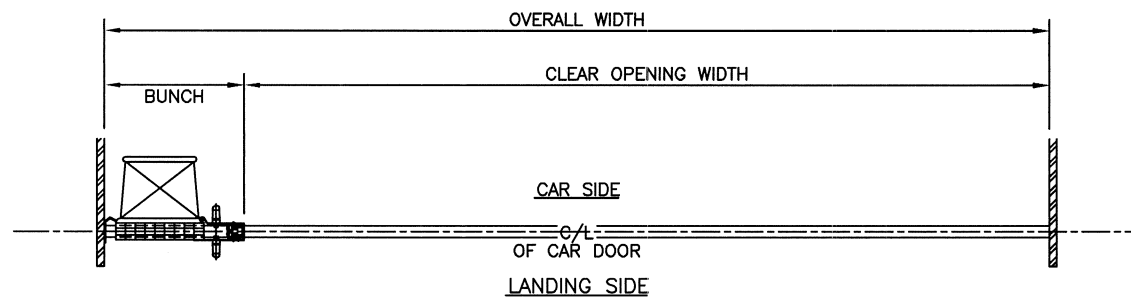 OVERALL WIDTH
CLEAR OPENING WIDTH
BUNCH
CAR SIDE
C/L
OF CAR DOOR
LANDING SIDE